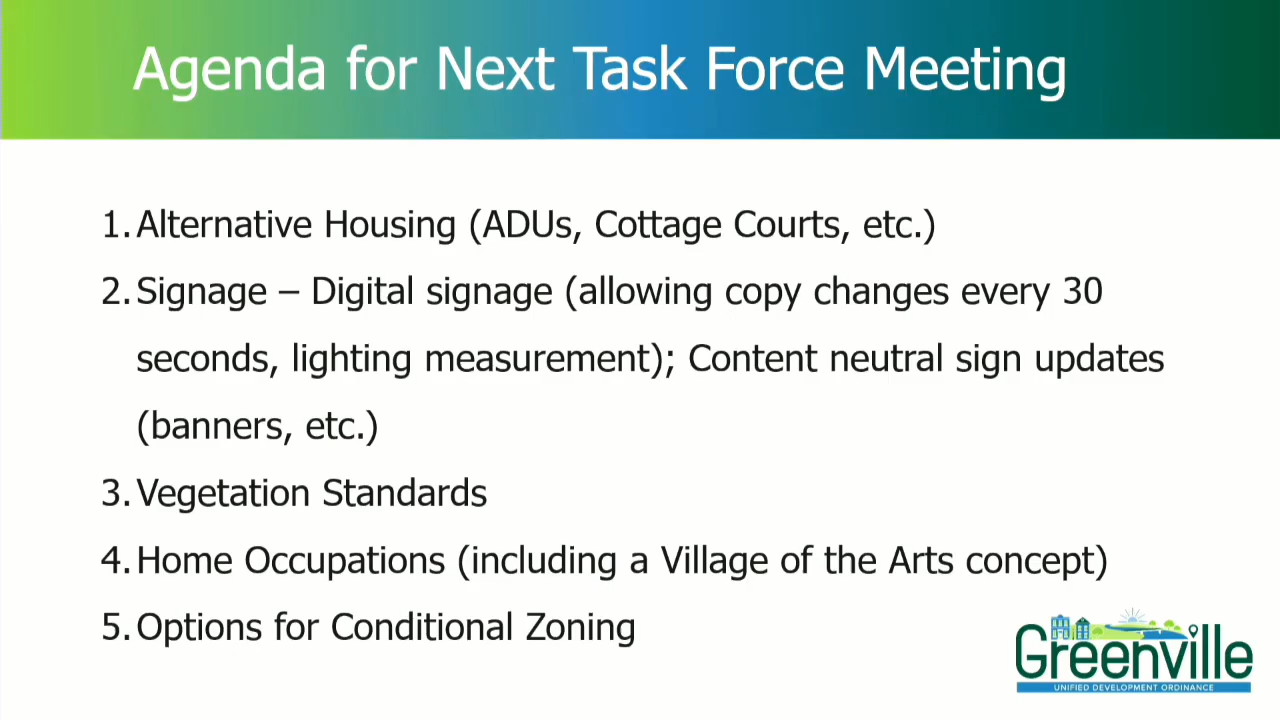 Agenda for Next Task Force Meeting
1. Alternative Housing (ADUs, Cottage Courts, etc.)
2. Signage – Digital signage (allowing copy changes every 30
seconds, lighting measurement); Content neutral sign updates
(banners, etc.)
3. Vegetation Standards
4. Home Occupations (including a Village of the Arts concept)
5. Options for Conditional Zoning
Greenville
UNIFIED DEVELOPMENT ORDINANCE